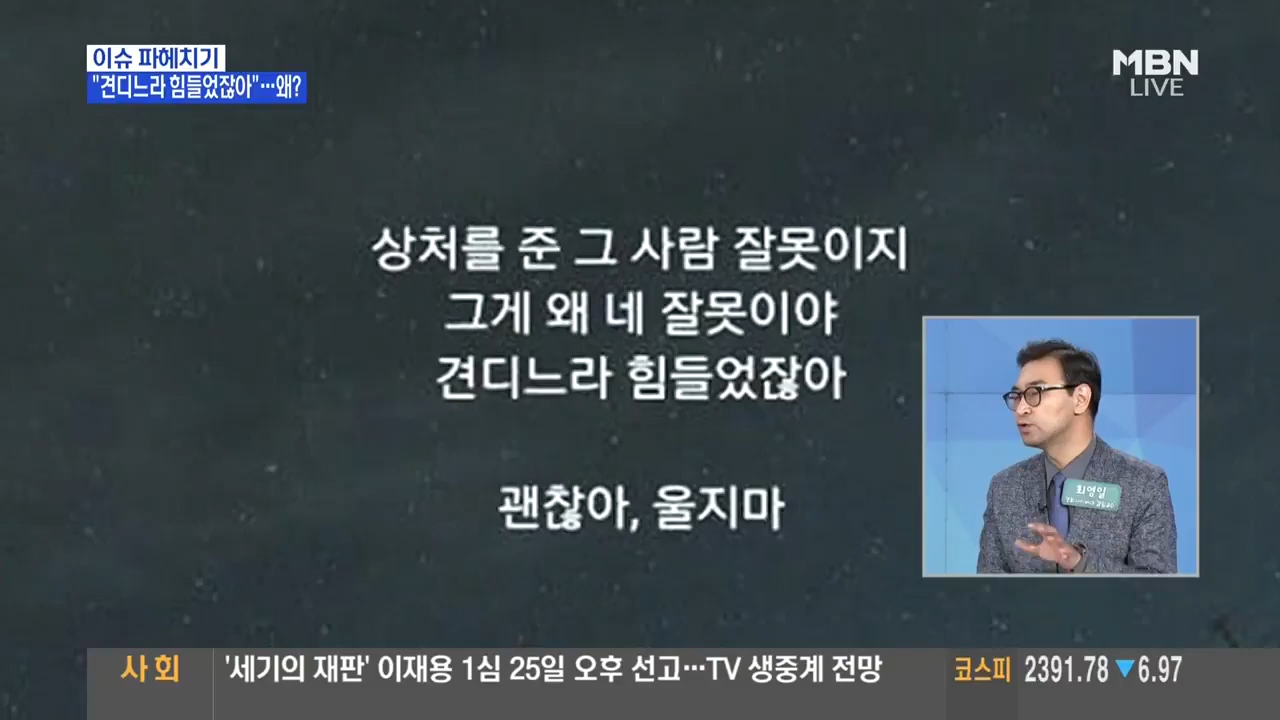 이슈 파헤치기
"견디느라 힘들었잖아"…왜?
MBN
LIVE
상처를 준 그 사람 잘못이지
그게 왜 네 잘못이야
견디느라 힘들었잖아
괜찮아, 울지마
최영일
사회
'세기의 재판' 이재용 1심 25일 오후 선고…TV 생중계 전망
코스피 2391.78 ▼6.97